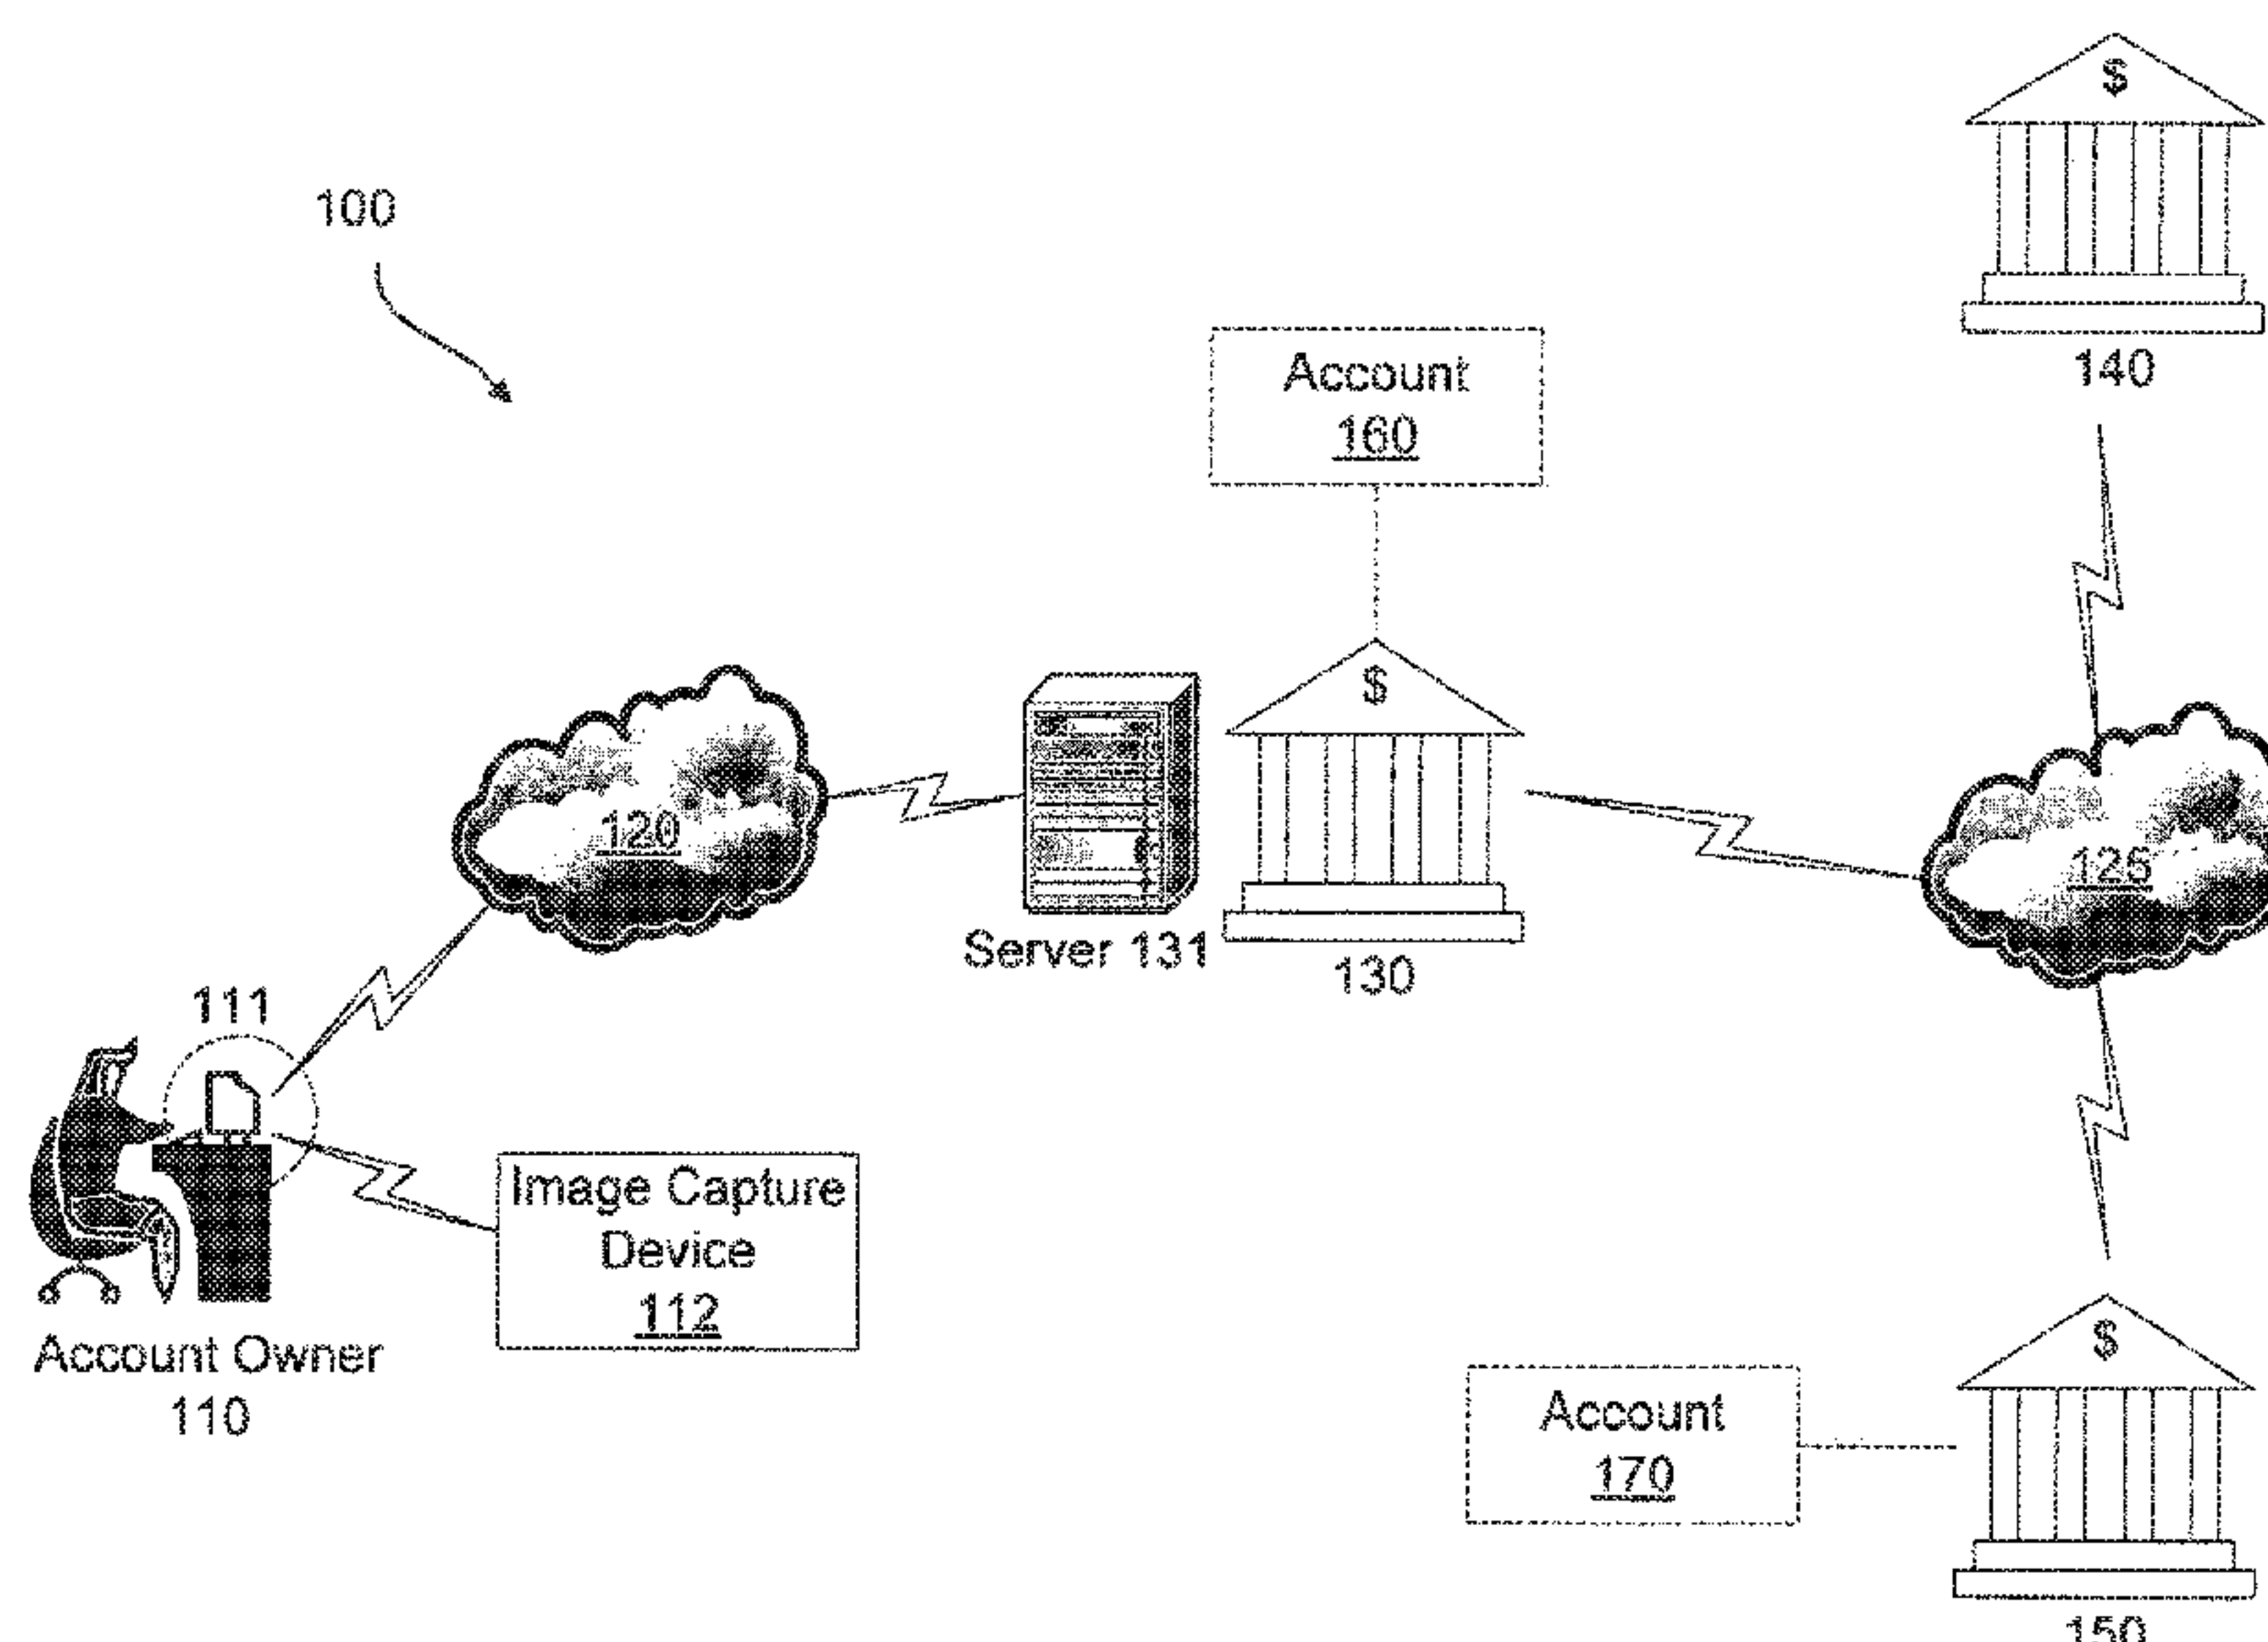 $
100
140
Account
160
$
120
125
Server 131
130
111
Image Capture
Device
112
Account Owner
110
$
Account
170
150